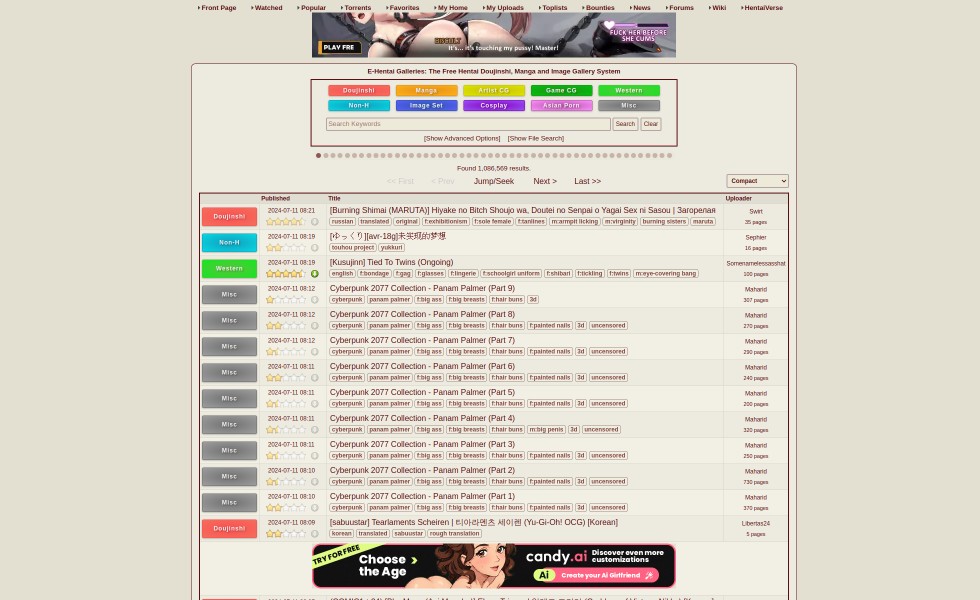 Front Page Watched Popular Torrents Favorites My Home My Uploads Toplists Bounties News Forums Wiki HentaiVerse
PLAY FRE
It's... it's touching my pussy! Master!
FUCK HER BEFORE
SHE CUMS
E-Hentai Galleries: The Free Hentai Doujinshi, Manga and Image Gallery System
Doujinshi Manga Artist CG Game CG Western
Non-H Image Set Cosplay Asian Porn Misc
Search Keywords Search Clear
[Show Advanced Options] [Show File Search]
Found 1,086,569 results.
<< First < Prev Jump/Seek Next > Last >> Compact
Published Title Uploader
Doujinshi 2024-07-11 08:21 [Burning Shimai (MARUTA)] Hiyake no Bitch Shoujo wa, Doutei no Senpai o Yagai Sex ni Sasou | Загорелая Swirt
russian translated original f:exhibitionism f:sole female f:tanlines m:armpit licking m:virginity burning sisters maruta 35 pages
Non-H 2024-07-11 08:19 [ゆっくり][avr-18g]未实现的梦想 Sephier
touhou project yukkuri 16 pages
Western 2024-07-11 08:19 [Kusujinn] Tied To Twins (Ongoing) Somenamelessasshat
english f:bondage f:gag f:glasses f:lingerie f:schoolgirl uniform f:shibari f:tickling f:twins m:eye-covering bang 100 pages
Misc 2024-07-11 08:12 Cyberpunk 2077 Collection - Panam Palmer (Part 9) Maharid
cyberpunk panam palmer f:big ass f:big breasts f:hair buns 3d 307 pages
Misc 2024-07-11 08:12 Cyberpunk 2077 Collection - Panam Palmer (Part 8) Maharid
cyberpunk panam palmer f:big ass f:big breasts f:hair buns f:painted nails 3d uncensored 270 pages
Misc 2024-07-11 08:12 Cyberpunk 2077 Collection - Panam Palmer (Part 7) Maharid
cyberpunk panam palmer f:big ass f:big breasts f:hair buns f:painted nails 3d uncensored 290 pages
Misc 2024-07-11 08:11 Cyberpunk 2077 Collection - Panam Palmer (Part 6) Maharid
cyberpunk panam palmer f:big ass f:big breasts f:hair buns f:painted nails 3d uncensored 240 pages
Misc 2024-07-11 08:11 Cyberpunk 2077 Collection - Panam Palmer (Part 5) Maharid
cyberpunk panam palmer f:big ass f:big breasts f:hair buns f:painted nails 3d uncensored 200 pages
Misc 2024-07-11 08:11 Cyberpunk 2077 Collection - Panam Palmer (Part 4) Maharid
cyberpunk panam palmer f:big ass f:big breasts f:hair buns m:big penis 3d uncensored 320 pages
Misc 2024-07-11 08:11 Cyberpunk 2077 Collection - Panam Palmer (Part 3) Maharid
cyberpunk panam palmer f:big ass f:big breasts f:hair buns f:painted nails 3d uncensored 250 pages
Misc 2024-07-11 08:10 Cyberpunk 2077 Collection - Panam Palmer (Part 2) Maharid
cyberpunk panam palmer f:big ass f:big breasts f:hair buns f:painted nails 3d uncensored 730 pages
Misc 2024-07-11 08:10 Cyberpunk 2077 Collection - Panam Palmer (Part 1) Maharid
cyberpunk panam palmer f:big ass f:big breasts f:hair buns f:painted nails 3d uncensored 370 pages
Doujinshi 2024-07-11 08:09 [sabuustar] Tearlaments Scheiren | 티아라멘츠 셰이렌 (Yu-Gi-Oh! OCG) [Korean] Libertas24
korean translated sabuustar rough translation 5 pages
TRY FOR FREE
Choose
the Age
candy.ai
Discover even more
customizations
Ai Create your Ai Girlfriend